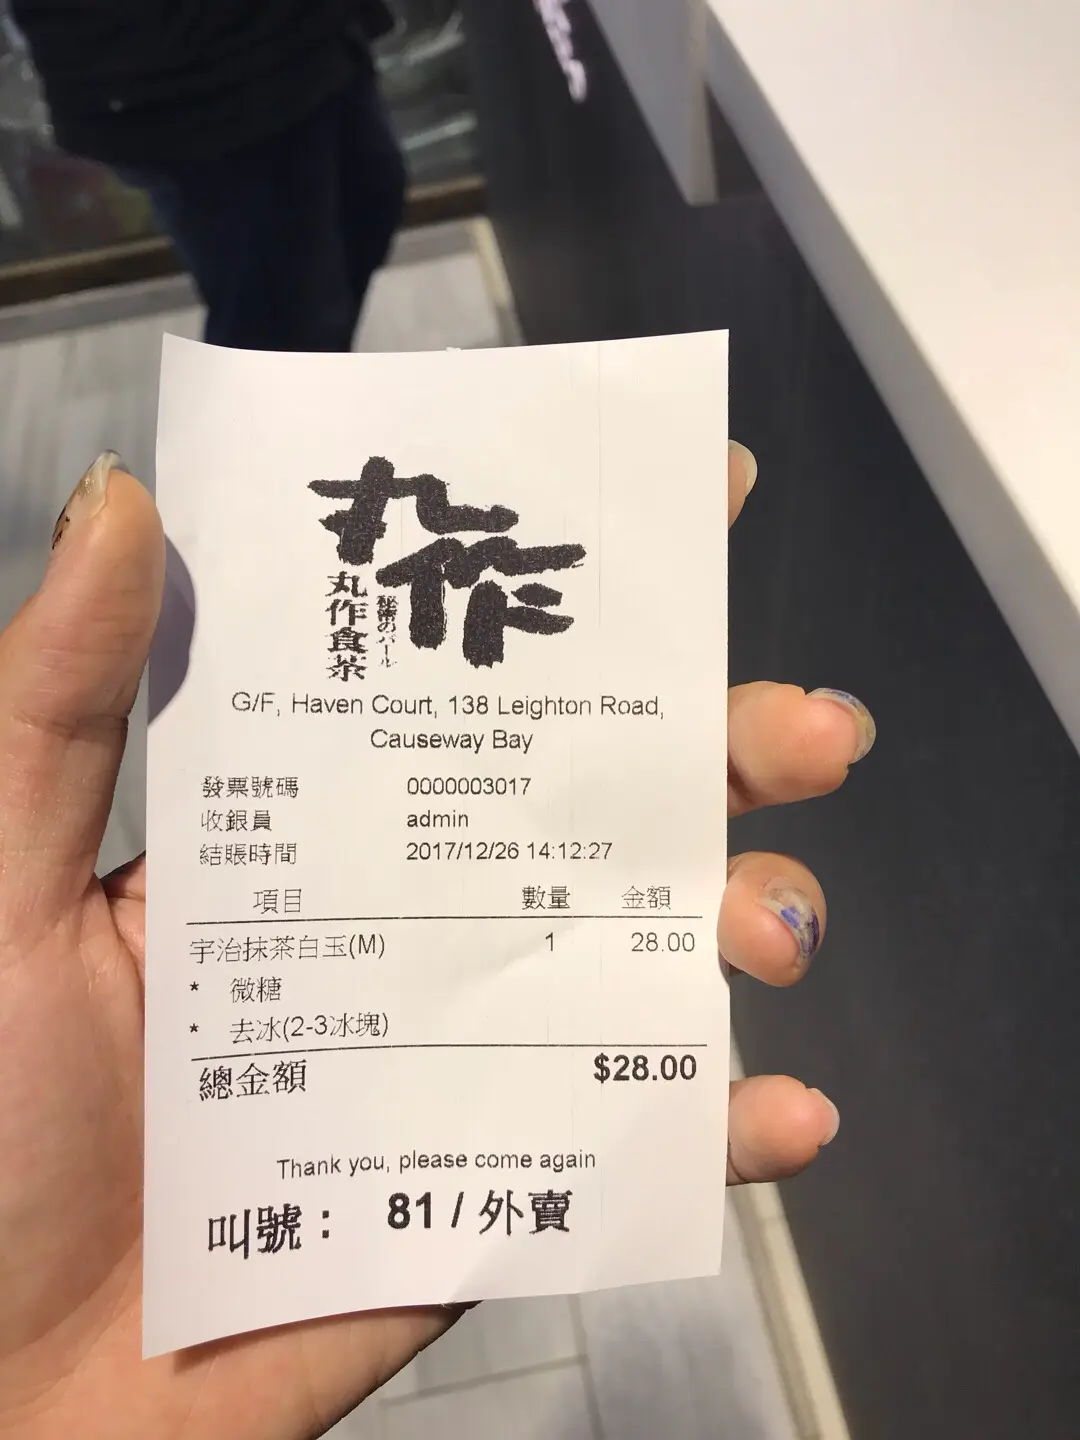 丸作
丸作食茶
秘密のパール
G/F, Haven Court, 138 Leighton Road,
Causeway Bay
發票號碼 0000003017
收銀員 admin
結賬時間 2017/12/26 14:12:27
項目 數量 金額
宇治抹茶白玉(M) 1 28.00
* 微糖
* 去冰(2-3冰塊)
總金額 $28.00
Thank you, please come again
叫號： 81 / 外賣